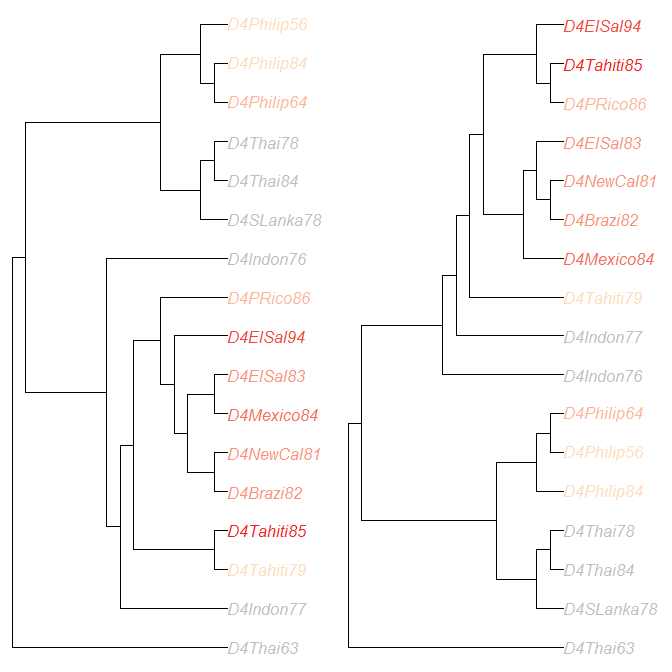 D4Philip56
D4Philip84
D4Philip64
D4Thai78
D4Thai84
D4SLanka78
D4Indon76
D4PRico86
D4ElSal94
D4ElSal83
D4Mexico84
D4NewCal81
D4Brazi82
D4Tahiti85
D4Tahiti79
D4Indon77
D4Thai63
D4ElSal94
D4Tahiti85
D4PRico86
D4ElSal83
D4NewCal81
D4Brazi82
D4Mexico84
D4Tahiti79
D4Indon77
D4Indon76
D4Philip64
D4Philip56
D4Philip84
D4Thai78
D4Thai84
D4SLanka78
D4Thai63